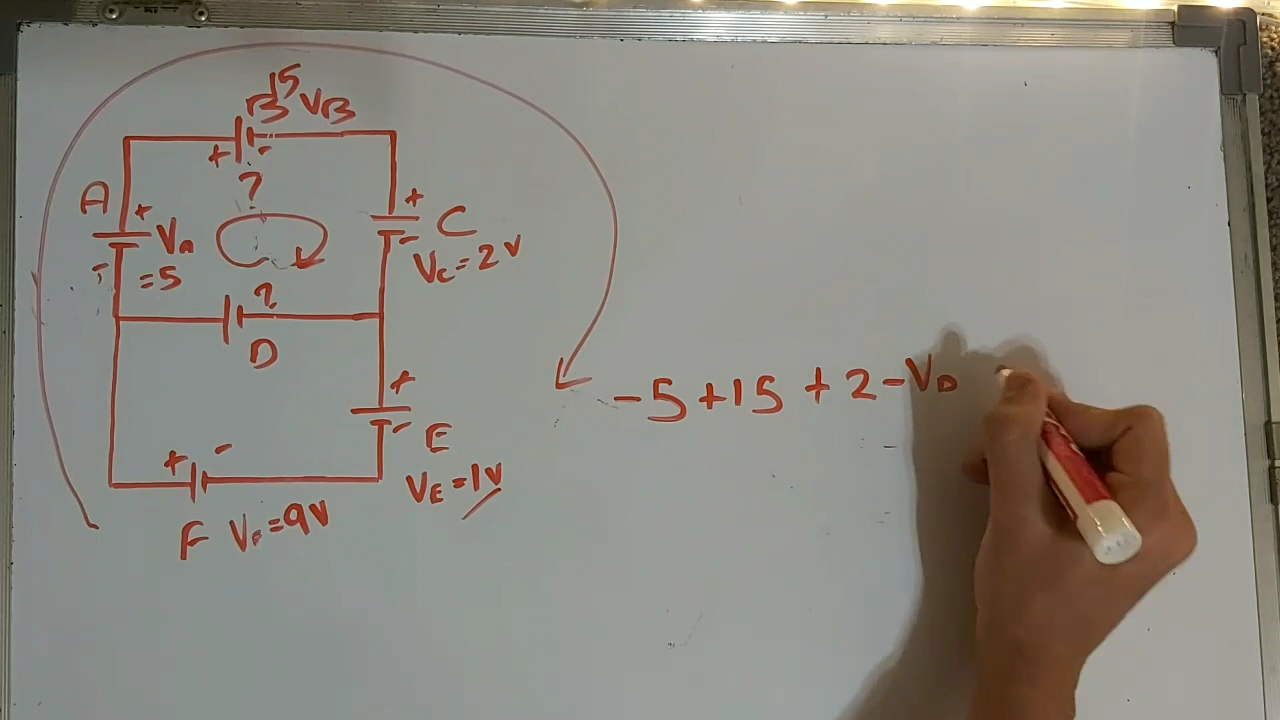 15
B VB
+ -
?
A + VA
= 5
-
+ C
- VC = 2V
?
D
+
- E
VE = 1V
+ -
F VF = 9V
-5 + 15 + 2 - VD